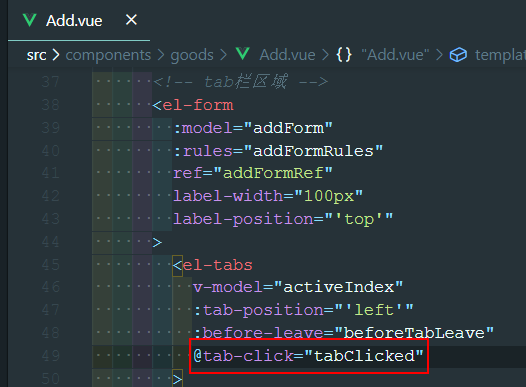 Add.vue ×
src > components > goods > Add.vue > {} "Add.vue" > templat
37 <!-- tab栏区域 -->
38 <el-form
39 :model="addForm"
40 :rules="addFormRules"
41 ref="addFormRef"
42 label-width="100px"
43 label-position="'top'"
44 >
45 <el-tabs
46 v-model="activeIndex"
47 :tab-position="'left'"
48 :before-leave="beforeTabLeave"
49 @tab-click="tabClicked"
50 >